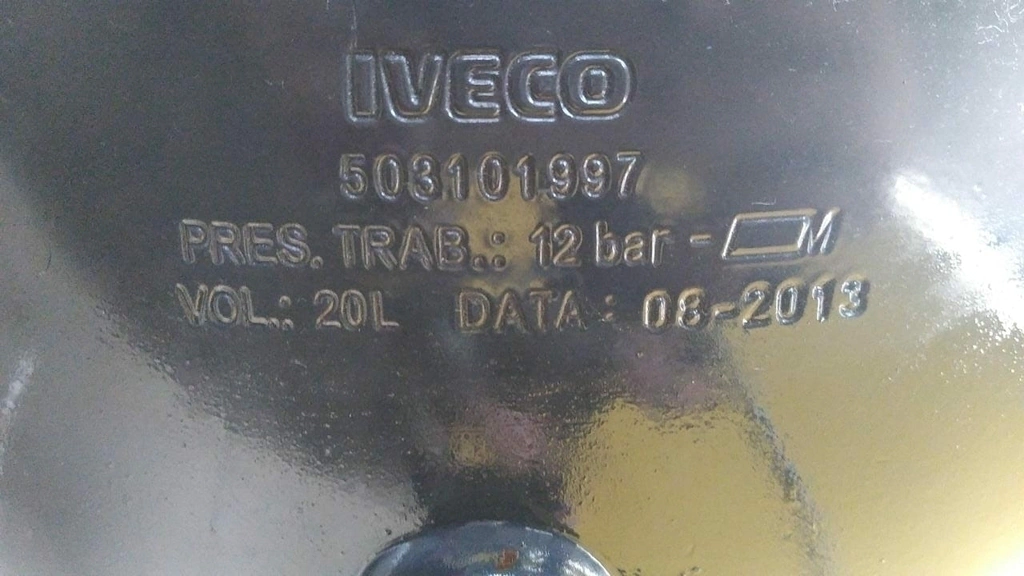 IVECO
503101997
PRES. TRAB.: 12 bar - M
VOL.: 20L DATA: 08-2013